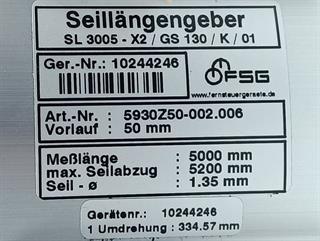 Seillängengeber
SL 3005 - X2 / GS 130 / K / 01
Ger.-Nr.: 10244246
FSG
www.fernsteuergeraete.de
Art.-Nr. : 5930Z50-002.006
Vorlauf : 50 mm
Meßlänge : 5000 mm
max. Seilabzug : 5200 mm
Seil - ø : 1.35 mm
Gerätenr.: 10244246
1 Umdrehung : 334.57 mm